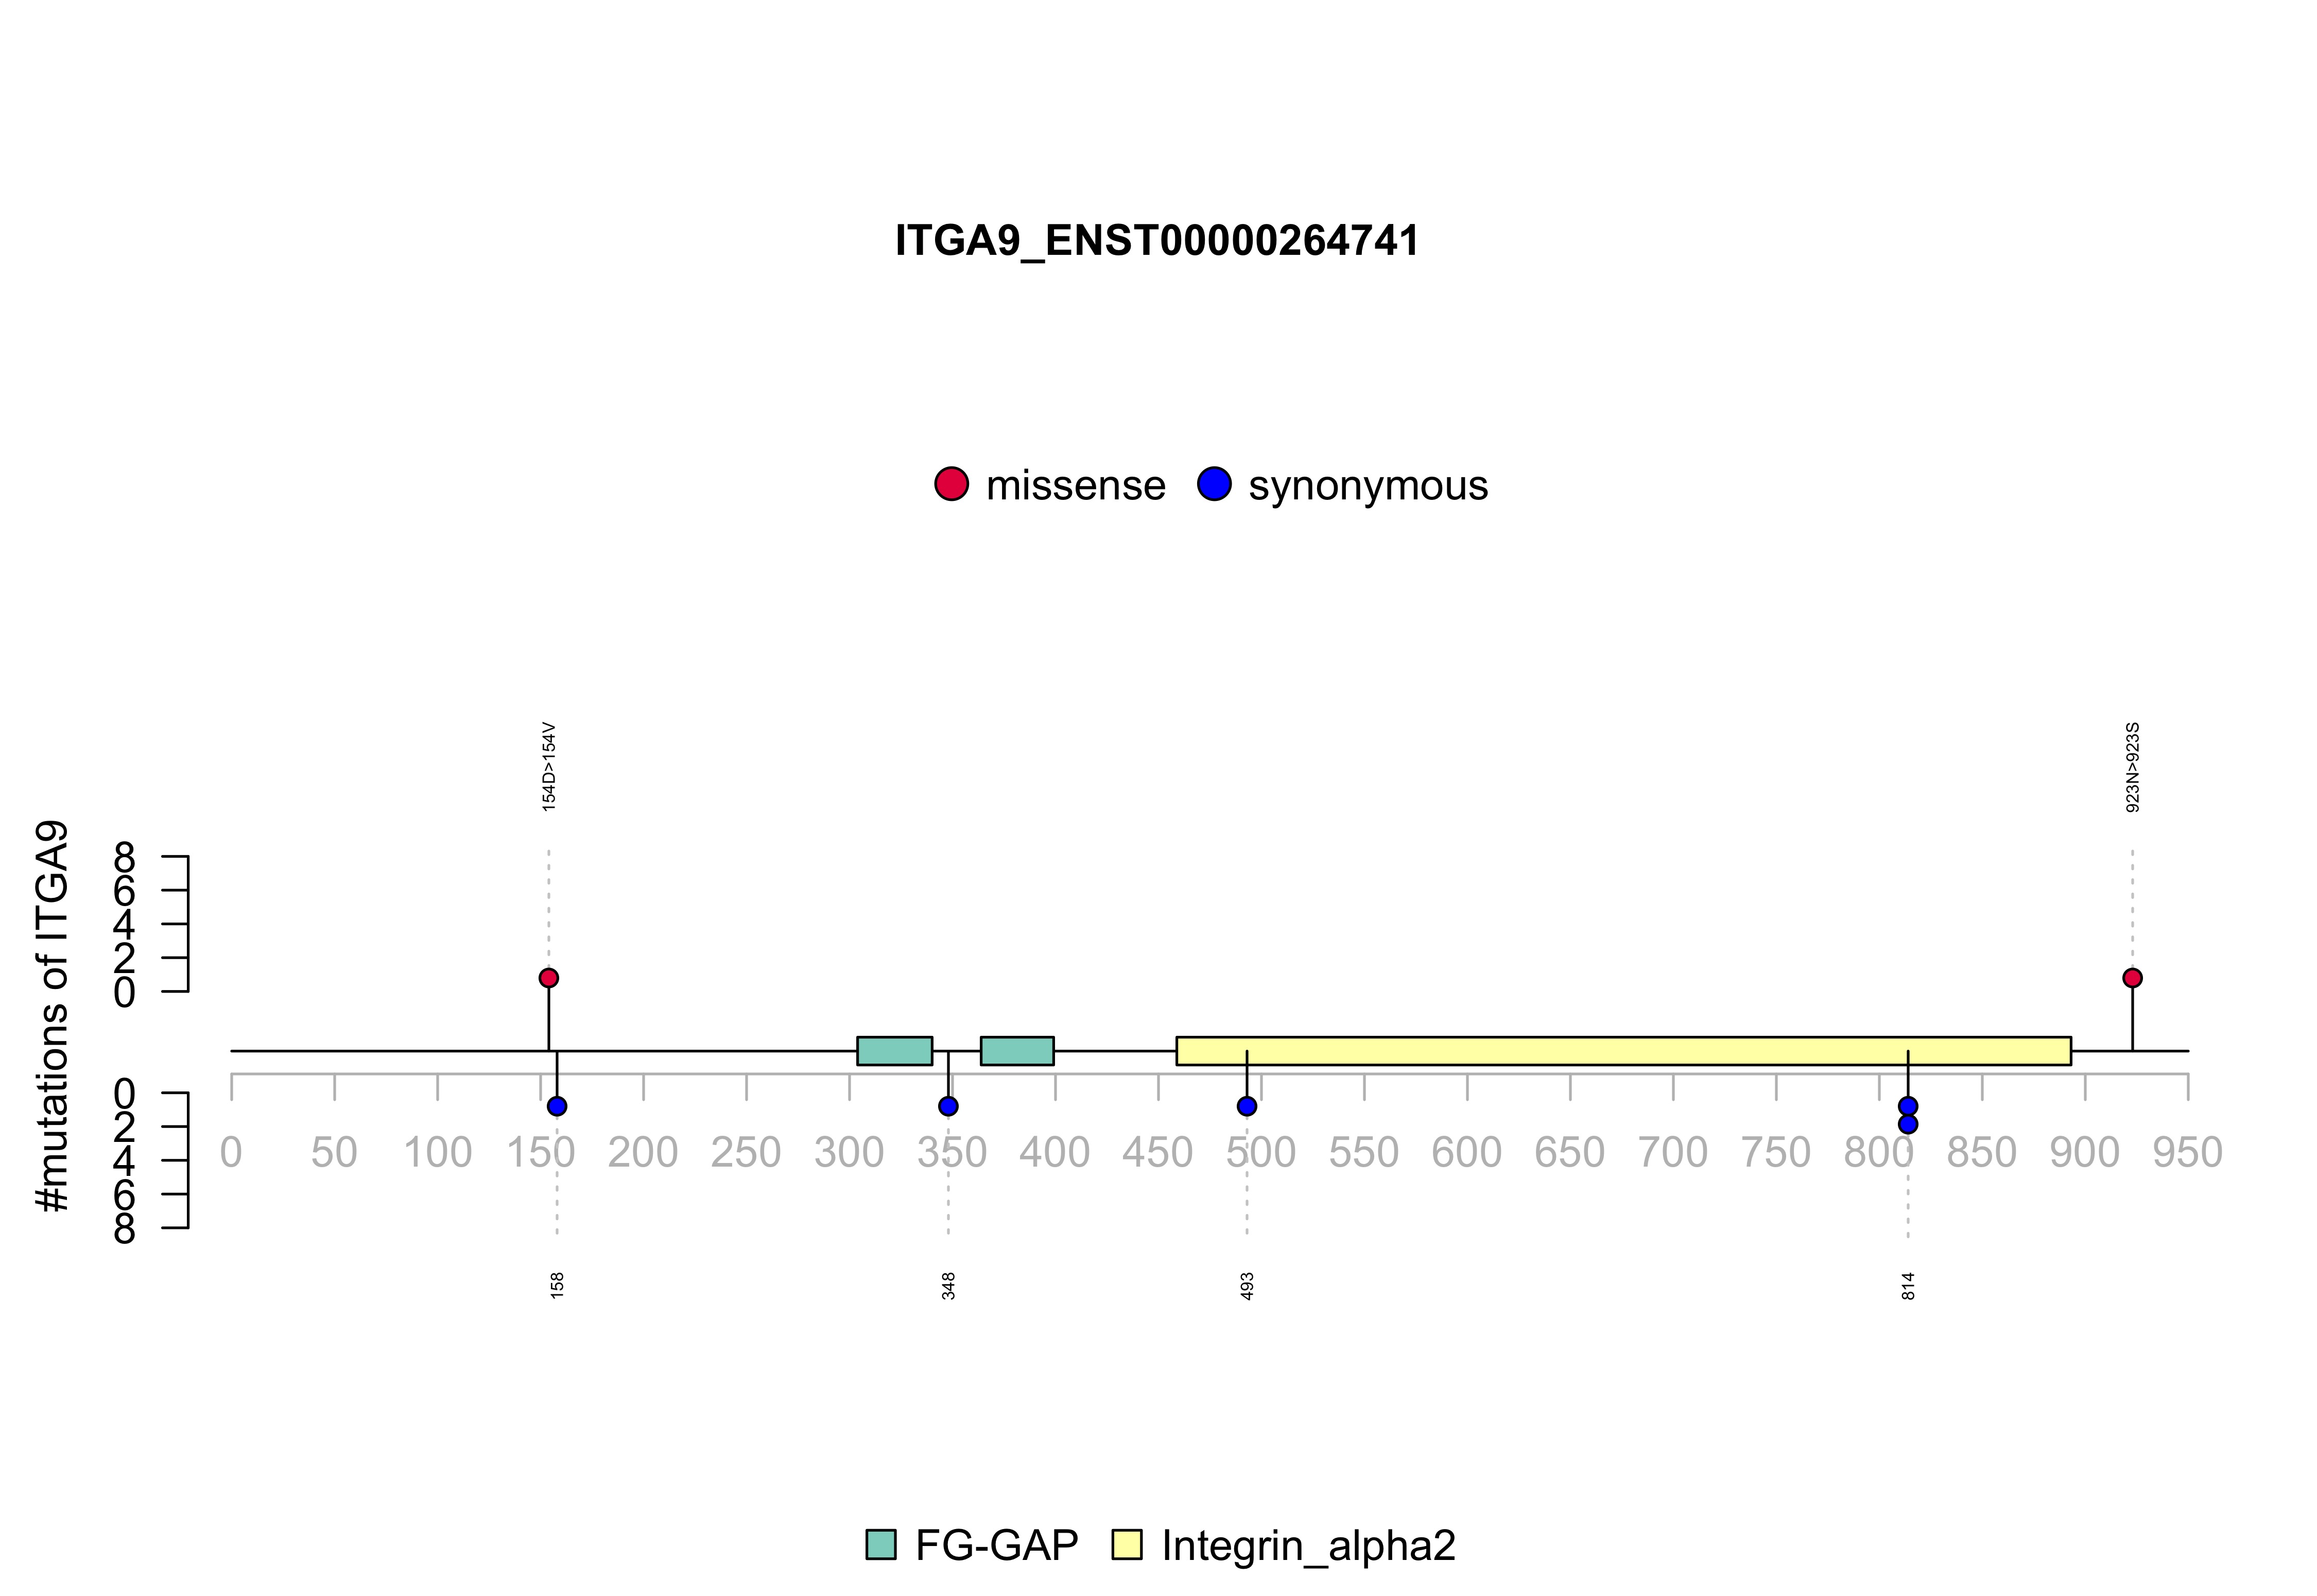 ITGA9_ENST00000264741
missense synonymous
154D>154V
923N>923S
#mutations of ITGA9
8
6
4
2
0
0
2
4
6
8
0 50 100 150 200 250 300 350 400 450 500 550 600 650 700 750 800 850 900 950
158
348
493
814
FG-GAP Integrin_alpha2